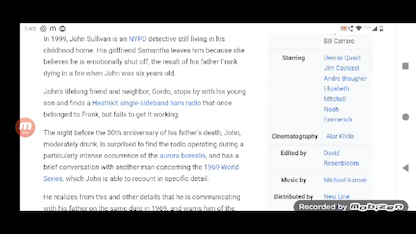 7:49
Bill Carraro
In 1999, John Sullivan is an NYPD detective still living in his
childhood home. His girlfriend Samantha leaves him because she
believes he is emotionally shut off, the result of his father Frank
dying in a fire when John was six years old.
John's lifelong friend and neighbor, Gordo, stops by with his young
son and finds a Heathkit single-sideband ham radio that once
belonged to Frank, but fails to get it working.
The night before the 30th anniversary of his father's death, John,
moderately drunk, is surprised to find the radio operating during a
particularly intense occurrence of the aurora borealis, and has a
brief conversation with another man concerning the 1969 World
Series, which John is able to recount in specific detail.
He realizes from this and other details that he is communicating
with his father on the same date in 1969, and warns him of the
Starring
Dennis Quaid
Jim Caviezel
Andre Braugher
Elizabeth
Mitchell
Noah
Emmerich
Cinematography
Alar Kivilo
Edited by
David
Rosenbloom
Music by
Michael Kamen
Distributed by
New Line
Recorded by Mobizen